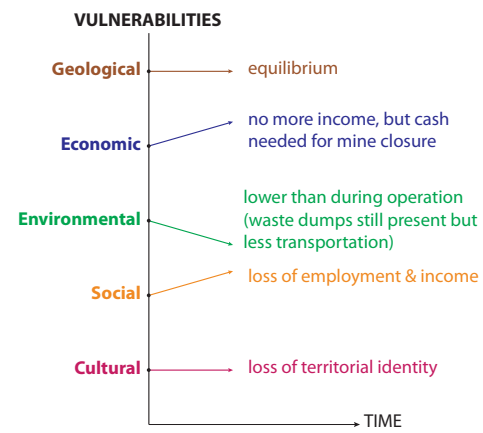 VULNERABILITIES
Geological
equilibrium
Economic
no more income, but cash
needed for mine closure
Environmental
lower than during operation
(waste dumps still present but
less transportation)
Social
loss of employment & income
Cultural
loss of territorial identity
TIME